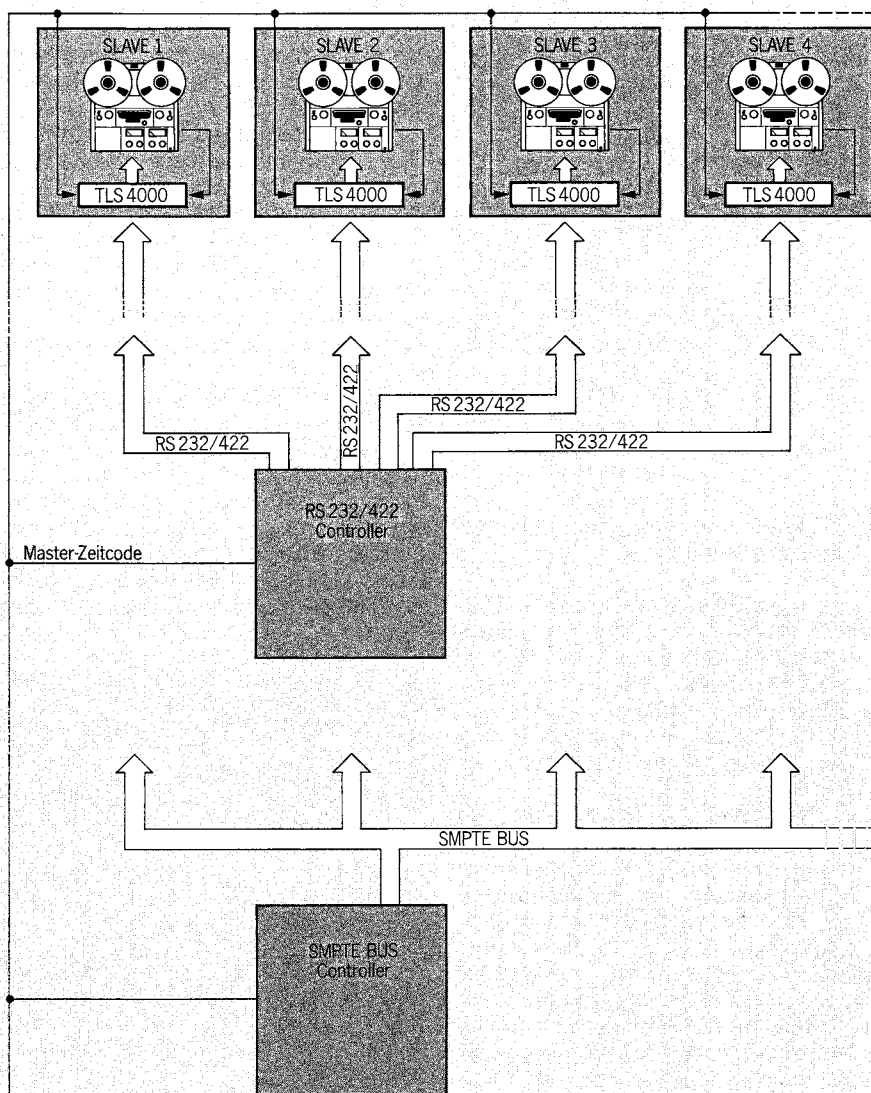 SLAVE 1
SLAVE 2
SLAVE 3
SLAVE 4
TLS 4000
TLS 4000
TLS 4000
TLS 4000
RS 232/422
RS 232/422
RS 232/422
RS 232/422
RS 232/422
Controller
Master-Zeitcode
SMPTE BUS
SMPTE BUS
Controller